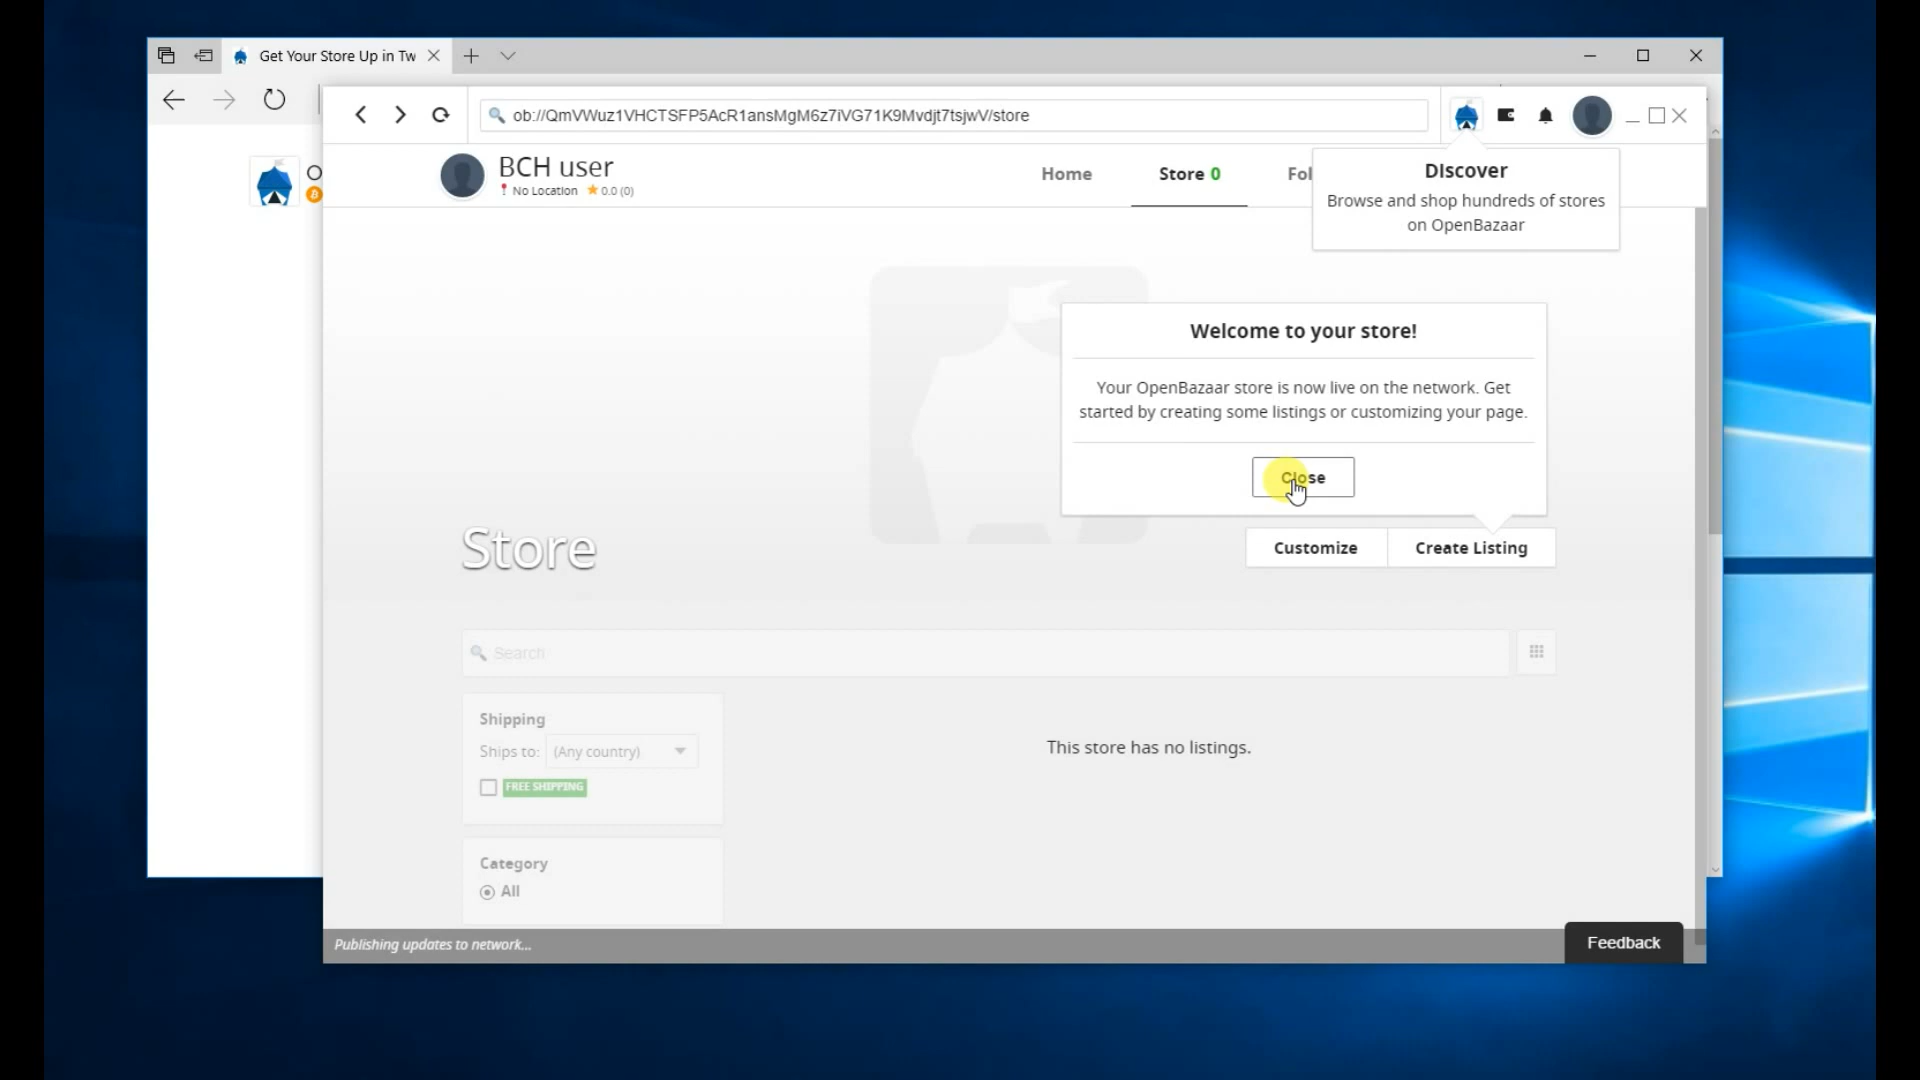 Get Your Store Up in Tw
ob://QmVWuz1VHCTSFP5AcR1ansMgM6z7iVG71K9Mvdjt7tsjwV/store
BCH user
No Location 0.0 (0)
Home
Store 0
Fol
Discover
Browse and shop hundreds of stores
on OpenBazaar
Welcome to your store!
Your OpenBazaar store is now live on the network. Get
started by creating some listings or customizing your page.
Close
Store
Customize
Create Listing
Search
Shipping
Ships to: (Any country)
FREE SHIPPING
This store has no listings.
Category
All
Publishing updates to network...
Feedback